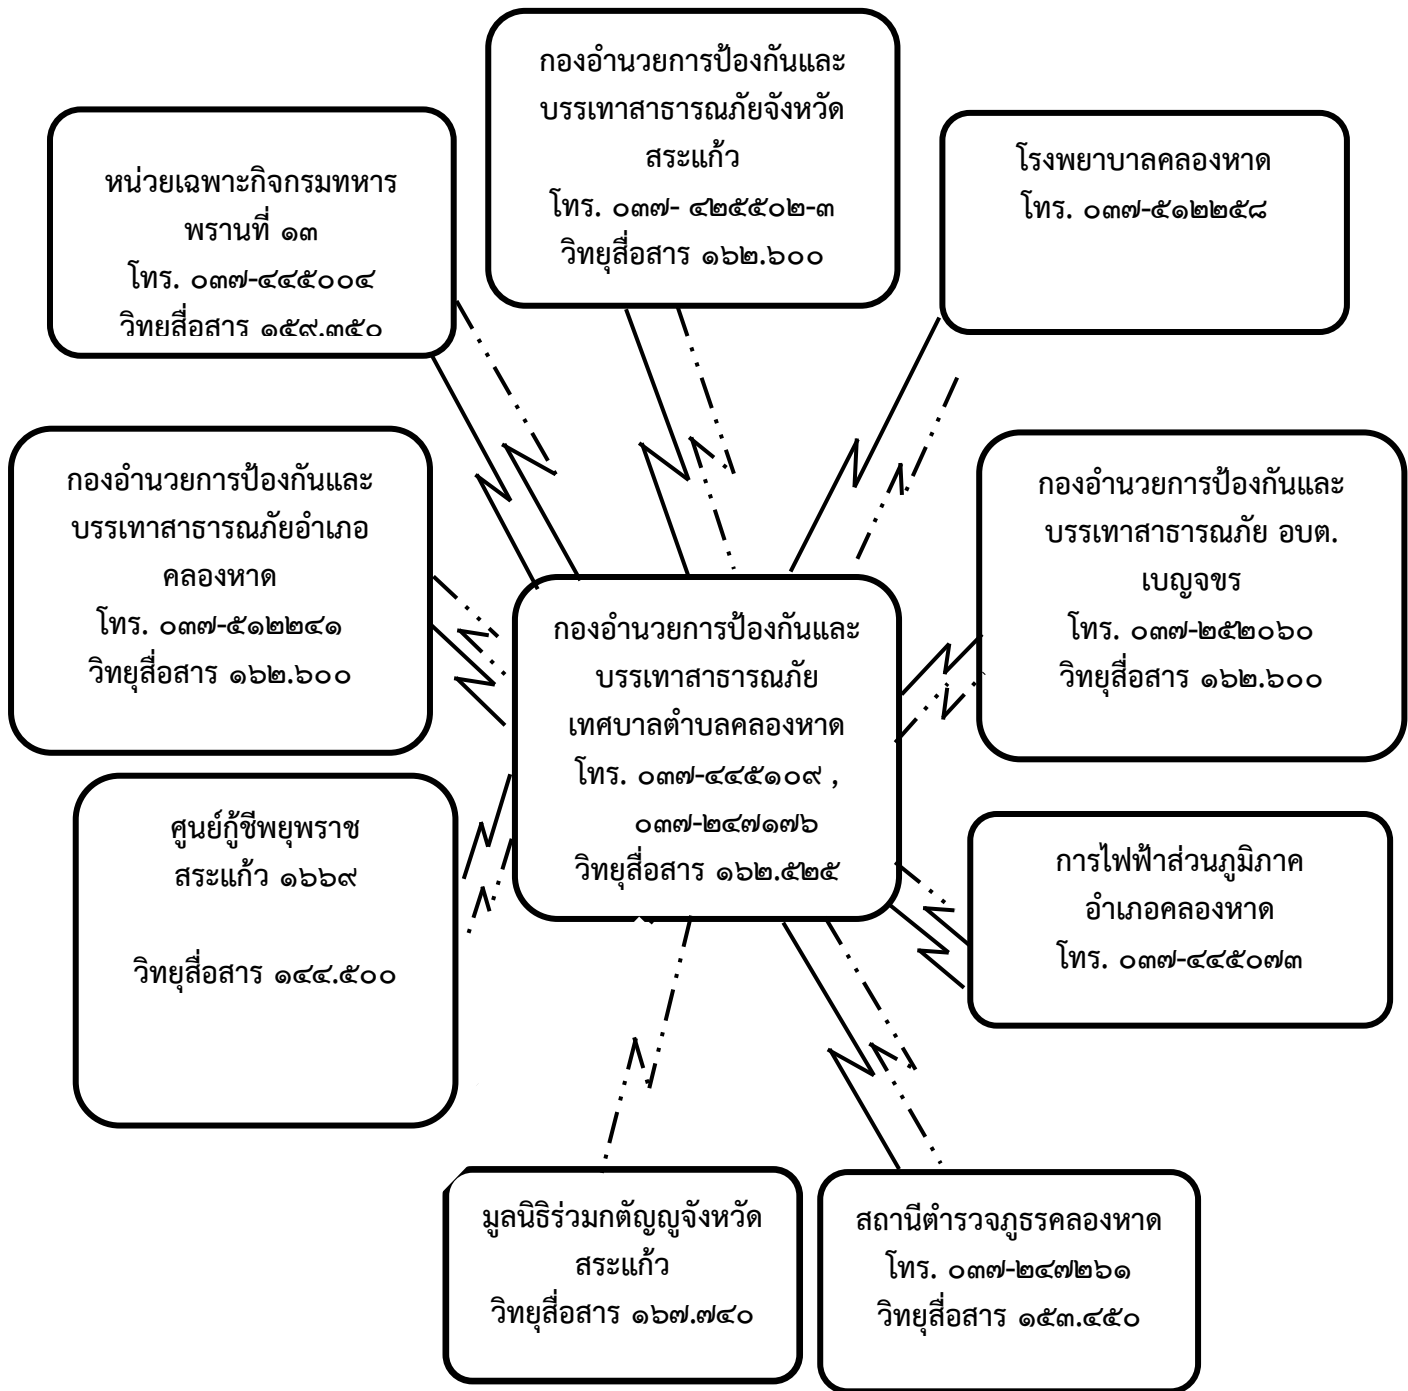 กองอำนวยการป้องกันและ
บรรเทาสาธารณภัยจังหวัด
สระแก้ว
โทร. ๐๓๗- ๔๒๕๕๐๒-๓
วิทยุสื่อสาร ๑๖๒.๖๐๐
หน่วยเฉพาะกิจกรมทหาร
พรานที่ ๑๓
โทร. ๐๓๗-๔๔๕๐๐๔
วิทยุสื่อสาร ๑๕๙.๓๕๐
โรงพยาบาลคลองหาด
โทร. ๐๓๗-๕๑๒๒๕๘
กองอำนวยการป้องกันและ
บรรเทาสาธารณภัยอำเภอ
คลองหาด
โทร. ๐๓๗-๕๑๒๒๔๑
วิทยุสื่อสาร ๑๖๒.๖๐๐
กองอำนวยการป้องกันและ
บรรเทาสาธารณภัย อบต.
เบญจขร
โทร. ๐๓๗-๒๕๒๐๖๐
วิทยุสื่อสาร ๑๖๒.๖๐๐
กองอำนวยการป้องกันและ
บรรเทาสาธารณภัย
เทศบาลตำบลคลองหาด
โทร. ๐๓๗-๔๔๕๑๐๙ ,
๐๓๗-๒๔๗๑๗๖
วิทยุสื่อสาร ๑๖๒.๕๒๕
ศูนย์กู้ชีพยุพราช
สระแก้ว ๑๖๖๙
วิทยุสื่อสาร ๑๔๔.๕๐๐
การไฟฟ้าส่วนภูมิภาค
อำเภอคลองหาด
โทร. ๐๓๗-๔๔๕๐๗๓
มูลนิธิร่วมกตัญญูจังหวัด
สระแก้ว
วิทยุสื่อสาร ๑๖๗.๗๔๐
สถานีตำรวจภูธรคลองหาด
โทร. ๐๓๗-๒๔๗๒๖๑
วิทยุสื่อสาร ๑๕๓.๔๕๐